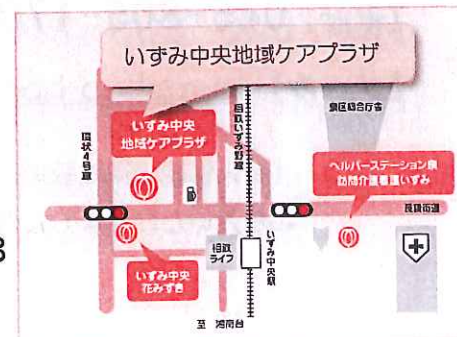 いずみ中央地域ケアプラザ
泉区総合庁舎
いずみ中央
地域ケアプラザ
環状4号線
相鉄いずみ野線
ヘルパーステーション泉
訪問介護看護いずみ
長後街道
相鉄
ライフ
いずみ中央駅
いずみ中央
花みずき
至 湘南台